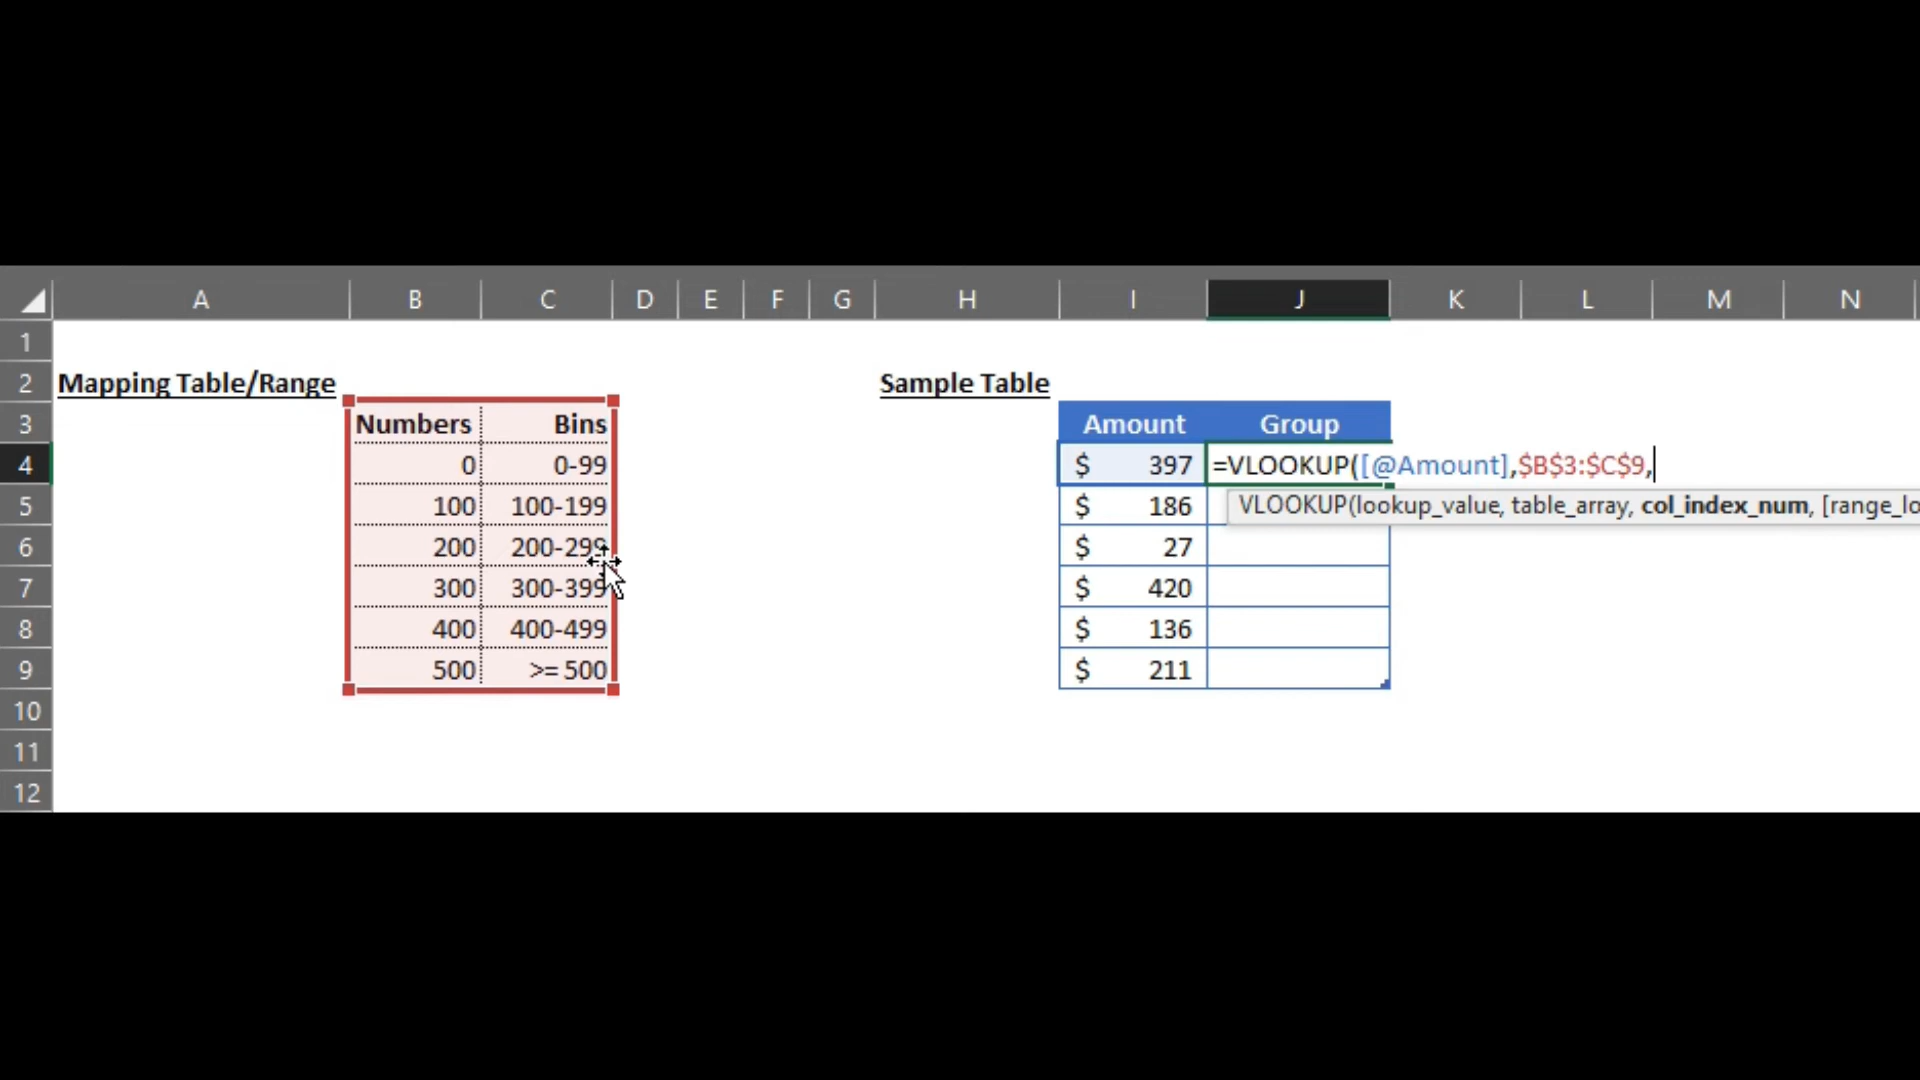 A B C D E F G H I J K L M N
1
2 Mapping Table/Range Sample Table
3 Numbers Bins Amount Group
4 0 0-99 $ 397 =VLOOKUP([@Amount],$B$3:$C$9,
5 100 100-199 $ 186 VLOOKUP(lookup_value, table_array, col_index_num, [range_lo
6 200 200-299 $ 27
7 300 300-399 $ 420
8 400 400-499 $ 136
9 500 >= 500 $ 211
10
11
12